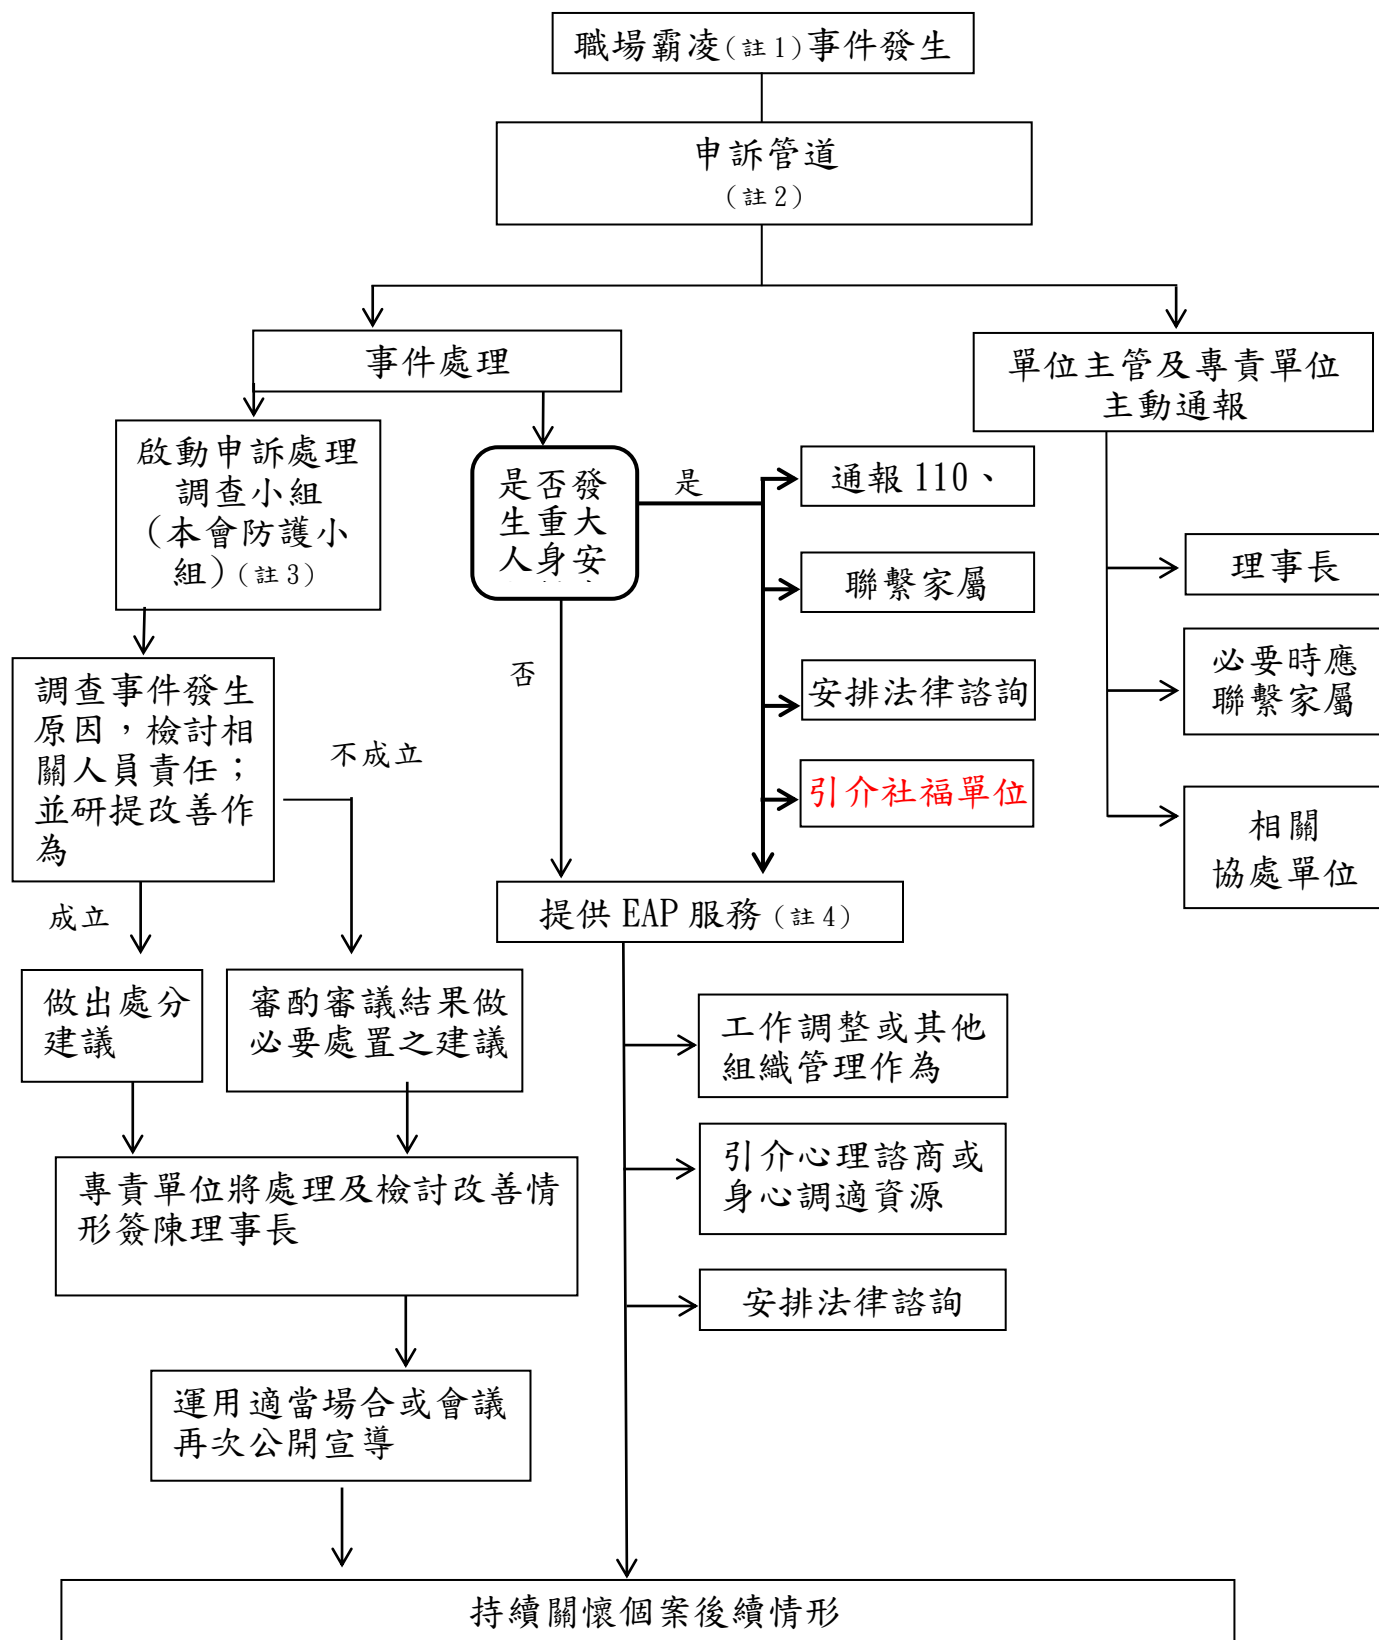 職場霸凌(註1)事件發生
申訴管道
(註2)
事件處理
單位主管及專責單位
主動通報
啟動申訴處理
調查小組
(本會防護小
組)(註3)
是否發
生重大
人身安
是
通報 110、
聯繫家屬
安排法律諮詢
引介社福單位
理事長
必要時應
聯繫家屬
相關
協處單位
否
調查事件發生
原因，檢討相
關人員責任；
並研提改善作
為
不成立
成立
提供 EAP 服務(註4)
做出處分
建議
審酌審議結果做
必要處置之建議
工作調整或其他
組織管理作為
引介心理諮商或
身心調適資源
安排法律諮詢
專責單位將處理及檢討改善情
形簽陳理事長
運用適當場合或會議
再次公開宣導
持續關懷個案後續情形